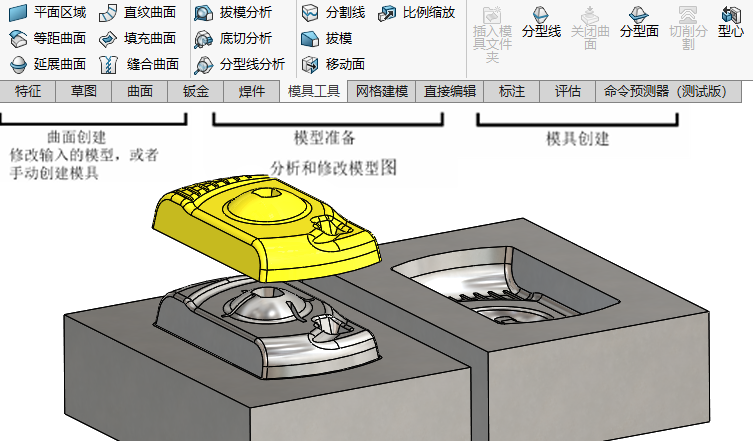 平面区域 直纹曲面 拔模分析 分割线 比例缩放
等距曲面 填充曲面 底切分析 拔模
延展曲面 缝合曲面 分型线分析 移动面
插入模具文件夹 分型线 关闭曲面 分型面 切削分割 型心
特征 草图 曲面 钣金 焊件 模具工具 网格建模 直接编辑 标注 评估 命令预测器（测试版）
曲面创建 模型准备 模具创建
修改输入的模型，或者
手动创建模具
分析和修改模型图